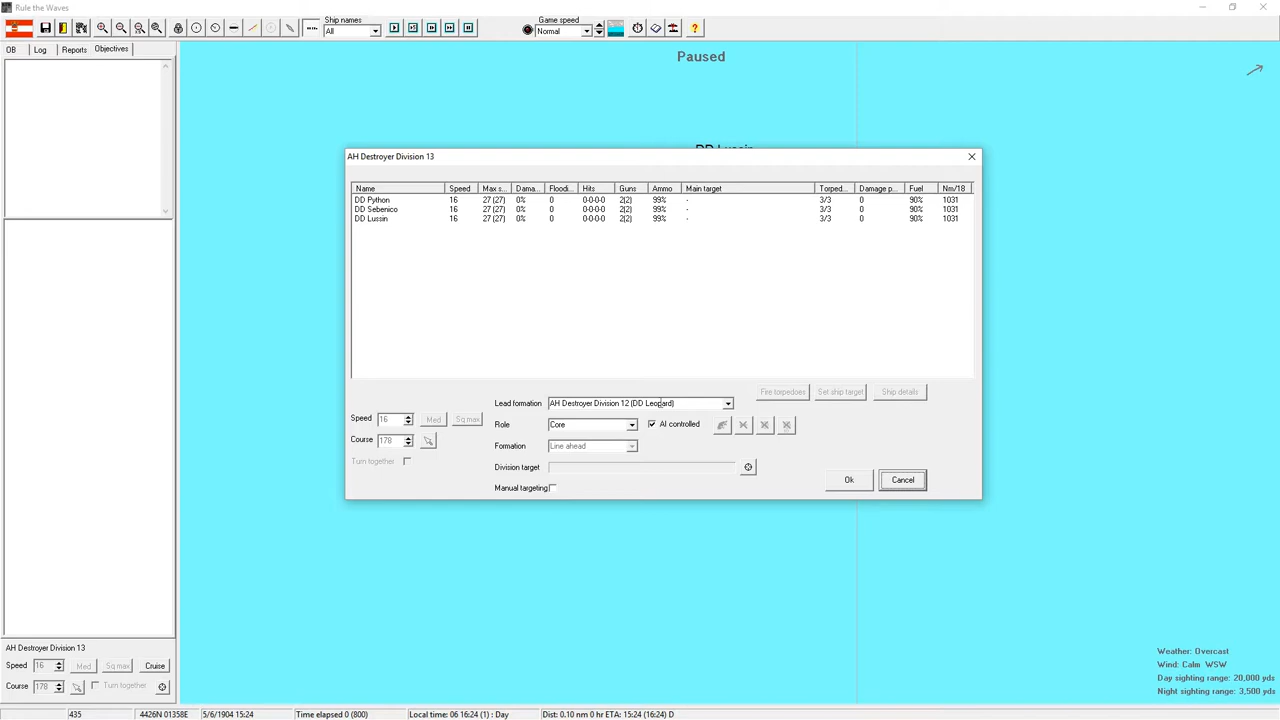 Rule the Waves
Ship names
All
Game speed
Normal
?
OB
Log
Reports
Objectives
Paused
AH Destroyer Division 13
Name Speed Max s... Dama... Floodi... Hits Guns Ammo Main target Torped... Damage p... Fuel Nm/18
DD Python 16 27 (27) 0% 0 0-0-0-0 2(2) 99% - 3/3 0 90% 1031
DD Sebenico 16 27 (27) 0% 0 0-0-0-0 2(2) 99% - 3/3 0 90% 1031
DD Lussin 16 27 (27) 0% 0 0-0-0-0 2(2) 99% - 3/3 0 90% 1031
Fire torpedoes
Set ship target
Ship details
Lead formation AH Destroyer Division 12 (DD Leopard)
Speed 16 Med Sq max
Role Core
AI controlled
Course 178
Formation Line ahead
Turn together
Division target
Manual targeting
Ok
Cancel
AH Destroyer Division 13
Speed 16 Med Sq max Cruise
Course 178 Turn together
Weather: Overcast
Wind: Calm WSW
Day sighting range: 20,000 yds
Night sighting range: 3,500 yds
435 4426N 01358E 5/6/1904 15:24 Time elapsed 0 (800) Local time: 06 16:24 (1) : Day Dist: 0.10 nm 0 hr ETA: 15:24 (16:24) D